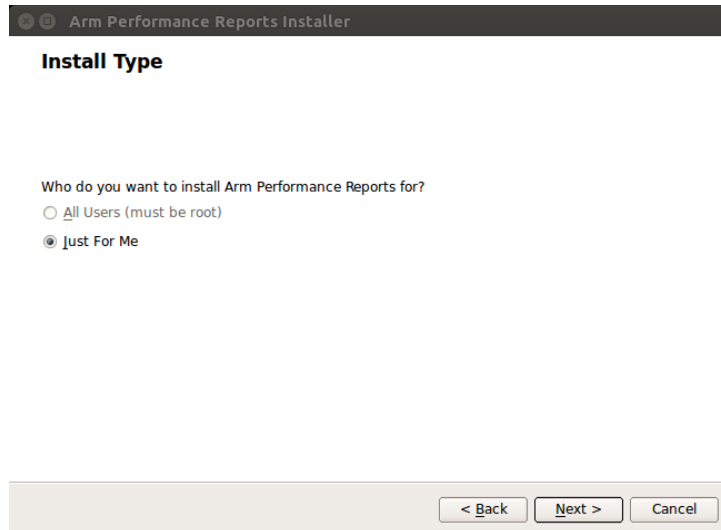 Arm Performance Reports Installer
Install Type
Who do you want to install Arm Performance Reports for?
All Users (must be root)
Just For Me
< Back Next > Cancel